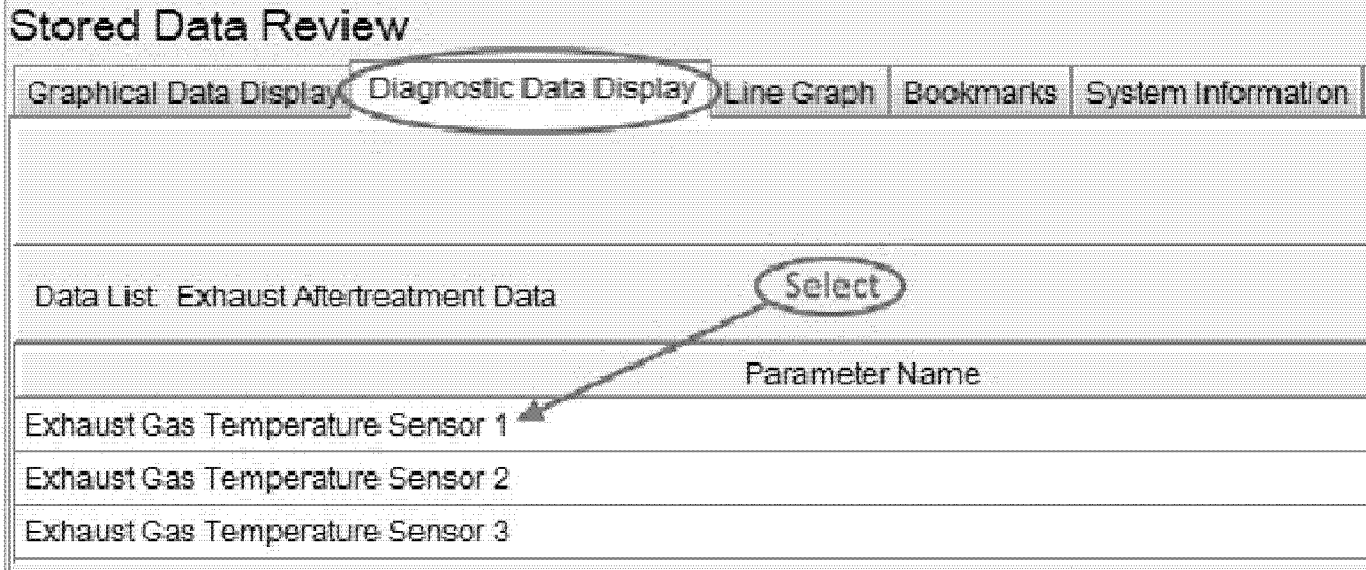 Stored Data Review
Graphical Data Display Diagnostic Data Display Line Graph Bookmarks System Information
Data List: Exhaust Aftertreatment Data Select
Parameter Name
Exhaust Gas Temperature Sensor 1
Exhaust Gas Temperature Sensor 2
Exhaust Gas Temperature Sensor 3